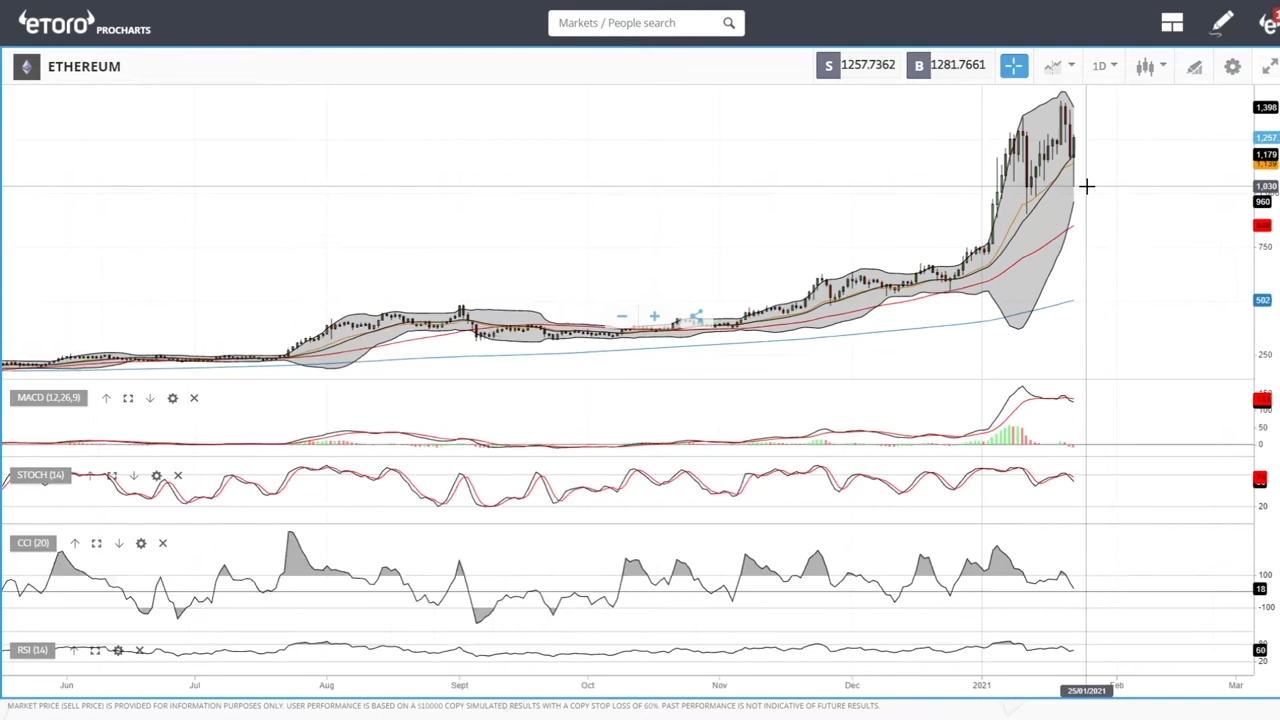 eToro PROCHARTS
Markets / People search
ETHEREUM
S 1257.7362 B 1281.7661
1D
1,398
1,257
1,179
1,139
1,030
960
750
502
250
MACD (12,26,9)
100
50
0
STOCH (14)
20
CCI (20)
100
18
-100
RSI (14)
80
60
20
Jun Jul Aug Sept Oct Nov Dec 2021 Feb Mar
25/01/2021
MARKET PRICE (SELL PRICE) IS PROVIDED FOR INFORMATION PURPOSES ONLY. USER PERFORMANCE IS BASED ON A $10000 COPY SIMULATED RESULTS WITH A COPY STOP LOSS OF 60%. PAST PERFORMANCE IS NOT INDICATIVE OF FUTURE RESULTS.